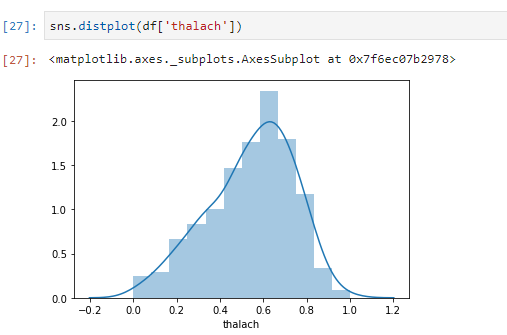 [27]: sns.distplot(df['thalach'])
[27]: <matplotlib.axes._subplots.AxesSubplot at 0x7f6ec07b2978>
2.0
1.5
1.0
0.5
0.0
−0.2 0.0 0.2 0.4 0.6 0.8 1.0 1.2
thalach